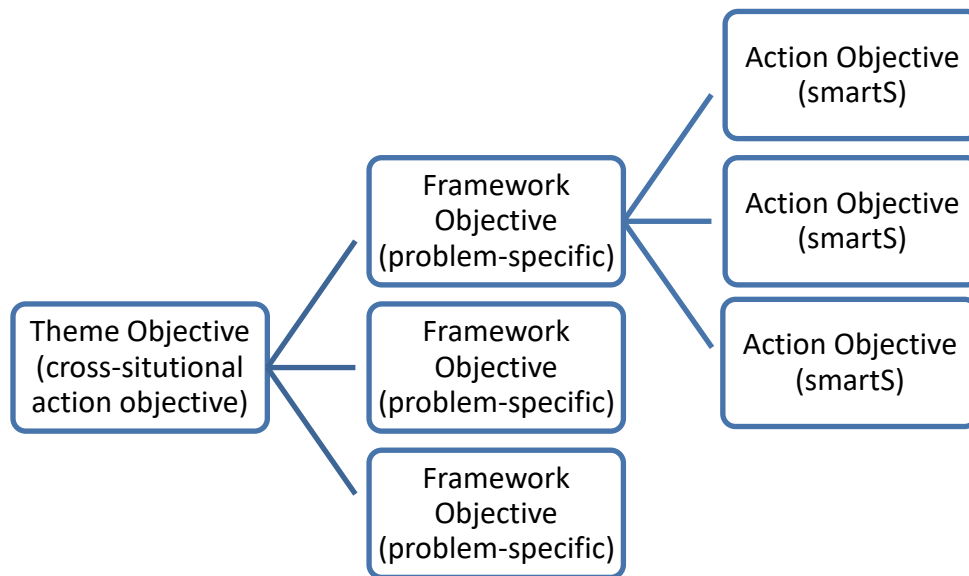 Theme Objective
(cross-situtional
action objective)
Framework
Objective
(problem-specific)
Framework
Objective
(problem-specific)
Framework
Objective
(problem-specific)
Action Objective
(smartS)
Action Objective
(smartS)
Action Objective
(smartS)